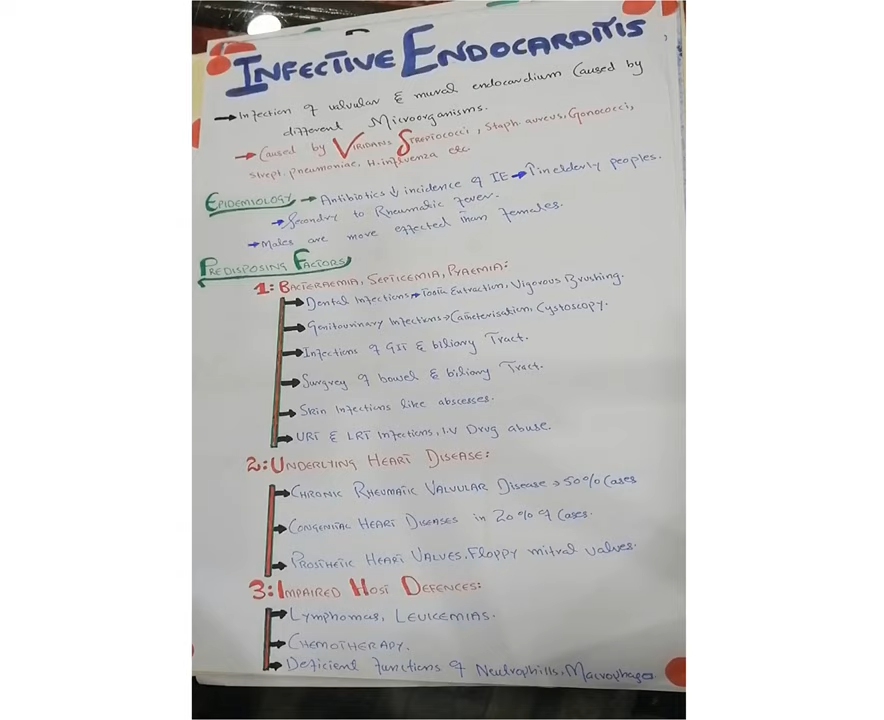 INFECTIVE ENDOCARDITIS
→ Infection of valvular & mural endocardium Caused by
different Microorganisms.
→ Caused by VIRIDANS STREPTOCOCCI, Staph. aureus, Gonococci,
Strept. pneumoniae, H. influenza etc.
EPIDEMIOLOGY → Antibiotics ↓ incidence of IE → ↑ in elderly peoples.
→ Secondry to Rheumatic fever.
→ Males are more effected than females.
PREDISPOSING FACTORS
1: BACTERAEMIA, SEPTICEMIA, PYAEMIA:
→ Dental Infections → Tooth Extraction, Vigorous Brushing.
→ Genitourinary Infections → Catheterisation, Cystoscopy.
→ Infections of GIT & biliary Tract.
→ Surgrey of bowel & biliary Tract.
→ Skin Infections like abscesses.
→ URT & LRT Infections, I.V Drug abuse.
2: UNDERLYING HEART DISEASE:
→ CHRONIC RHEUMATIC VALVULAR Disease → 50% Cases
→ CONGENITAL HEART DISEASES in 20% of Cases.
→ PROSTHETIC HEART VALVES, Floppy mitral valves.
3: IMPAIRED HOST DEFENCES:
→ Lymphomas, LEUKEMIAS.
→ CHEMOTHERAPY.
→ Deficient Functions of Neutrophills, Macrophages